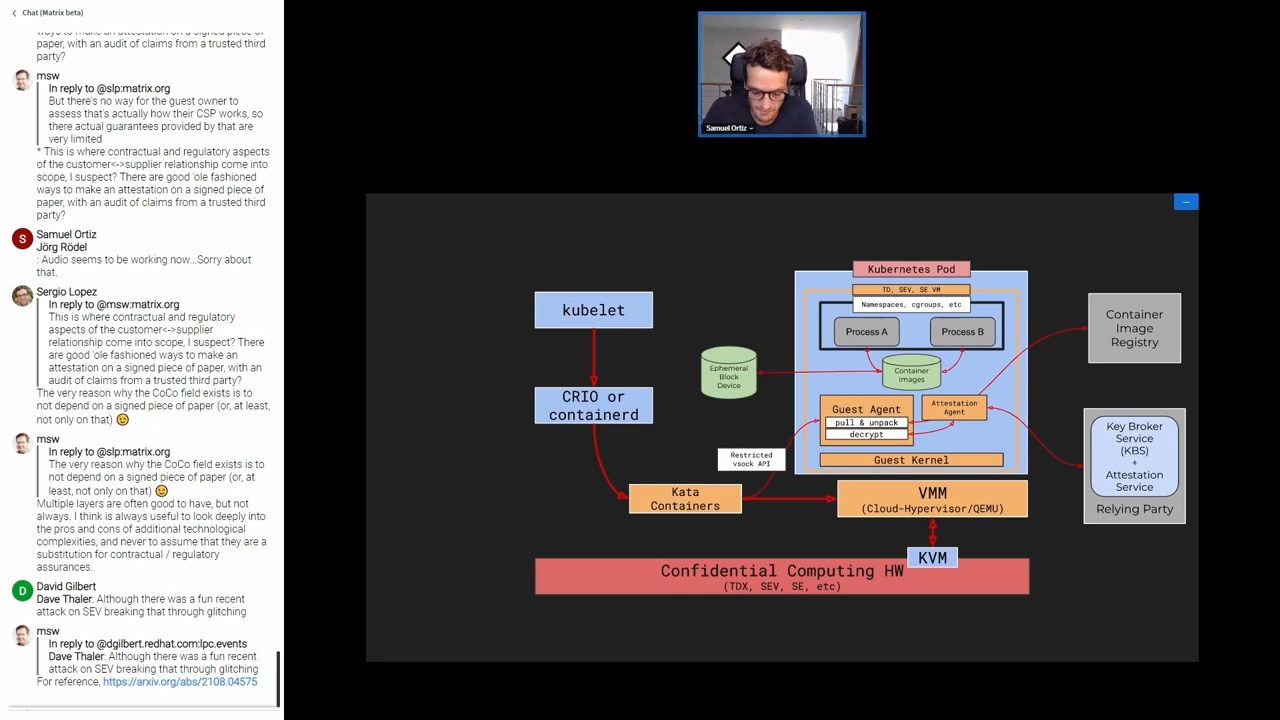 Chat (Matrix beta)
ways to make an attestation on a signed piece of
paper, with an audit of claims from a trusted third
party?
msw
In reply to @slp:matrix.org
But there's no way for the guest owner to
assess that's actually how their CSP works, so
there actual guarantees provided by that are
very limited
* This is where contractual and regulatory aspects
of the customer<->supplier relationship come into
scope, I suspect? There are good 'ole fashioned
ways to make an attestation on a signed piece of
paper, with an audit of claims from a trusted third
party?
S
Samuel Ortiz
Jörg Rödel
: Audio seems to be working now...Sorry about
that.
Sergio Lopez
In reply to @msw:matrix.org
This is where contractual and regulatory
aspects of the customer<->supplier
relationship come into scope, I suspect? There
are good 'ole fashioned ways to make an
attestation on a signed piece of paper, with an
audit of claims from a trusted third party?
The very reason why the CoCo field exists is to
not depend on a signed piece of paper (or, at least,
not only on that) 😉
msw
In reply to @slp:matrix.org
The very reason why the CoCo field exists is to
not depend on a signed piece of paper (or, at
least, not only on that) 😉
Multiple layers are often good to have, but not
always. I think is always useful to look deeply into
the pros and cons of additonal technological
complexities, and never to assume that they are a
substitution for contractual / regulatory
assurances.
D
David Gilbert
Dave Thaler: Although there was a fun recent
attack on SEV breaking that through glitching
msw
In reply to @dgilbert.redhat.com:lpc.events
Dave Thaler: Although there was a fun recent
attack on SEV breaking that through glitching
For reference, https://arxiv.org/abs/2108.04575
Samuel Ortiz
kubelet
CRIO or
containerd
Kata
Containers
Restricted
vsock API
Ephemeral
Block
Device
Kubernetes Pod
TD, SEV, SE VM
Namespaces, cgroups, etc
Process A
Process B
Container
Images
Guest Agent
pull & unpack
decrypt
Attestation
Agent
Guest Kernel
VMM
(Cloud-Hypervisor/QEMU)
KVM
Confidential Computing HW
(TDX, SEV, SE, etc)
Container
Image
Registry
Key Broker
Service
(KBS)
+
Attestation
Service
Relying Party